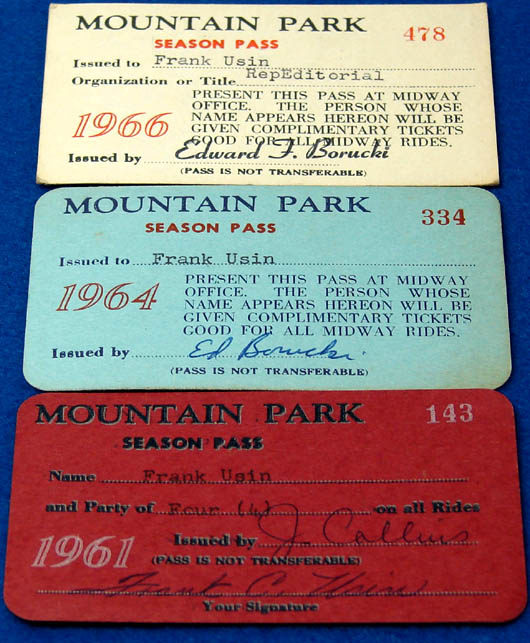 MOUNTAIN PARK 478
SEASON PASS
Issued to Frank Usin
Organization or Title RepEditorial
PRESENT THIS PASS AT MIDWAY
OFFICE. THE PERSON WHOSE
NAME APPEARS HEREON WILL BE
1966 GIVEN COMPLIMENTARY TICKETS
GOOD FOR ALL MIDWAY RIDES.
Issued by Edward F. Borucki
(PASS IS NOT TRANSFERABLE)
MOUNTAIN PARK 334
SEASON PASS
Issued to Frank Usin
PRESENT THIS PASS AT MIDWAY
1964 OFFICE. THE PERSON WHOSE
NAME APPEARS HEREON WILL BE
GIVEN COMPLIMENTARY TICKETS
GOOD FOR ALL MIDWAY RIDES.
Issued by Ed Borucki
(PASS IS NOT TRANSFERABLE)
MOUNTAIN PARK 143
SEASON PASS
Name Frank Usin
and Party of Four (4) on all Rides
Issued by J Collins
1961 (PASS IS NOT TRANSFERABLE)
Frank C. Usin
Your Signature